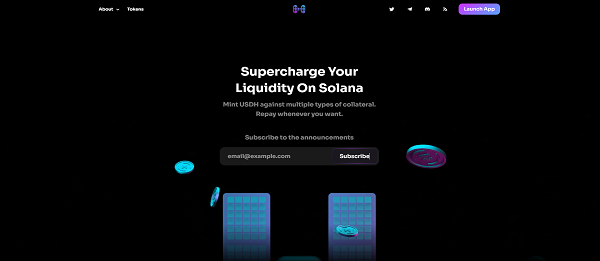 About Tokens Launch App
Supercharge Your
Liquidity On Solana
Mint USDH against multiple types of collateral.
Repay whenever you want.
Subscribe to the announcements
email@example.com Subscribe